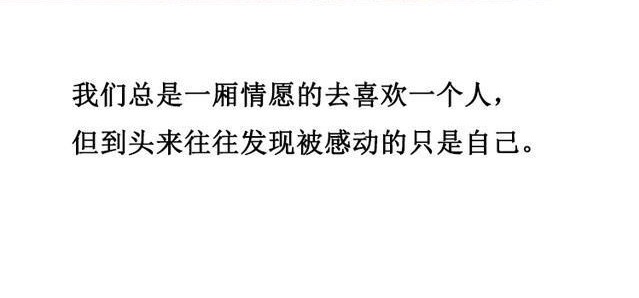 我们总是一厢情愿的去喜欢一个人，
但到头来往往发现被感动的只是自己。